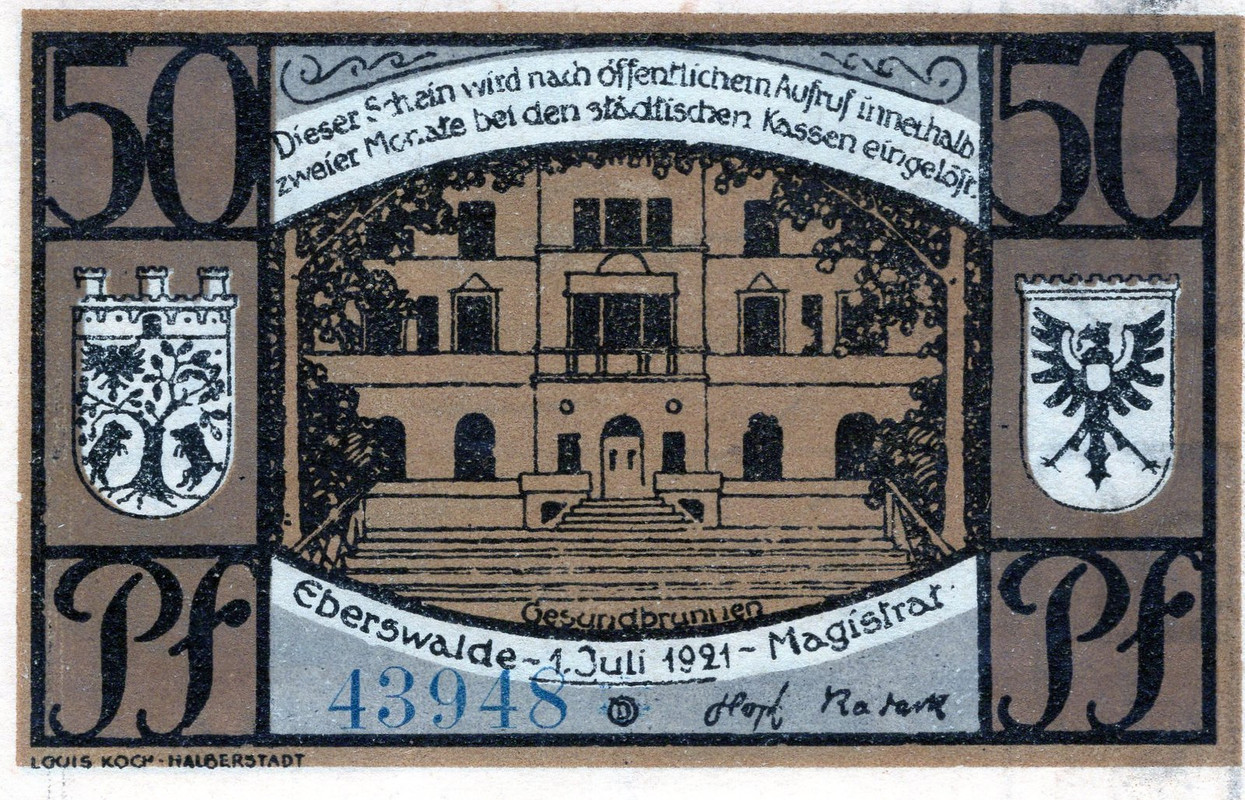 50
50
Dieser Schein wird nach öffentlichem Aufruf innerhalb
zweier Monate bei den städtischen Kassen eingelöst.
Gesundbrunnen
Eberswalde - 1. Juli 1921 - Magistrat
Pf
Pf
43948
D
Hopf
LOUIS KOCH - HALBERSTADT